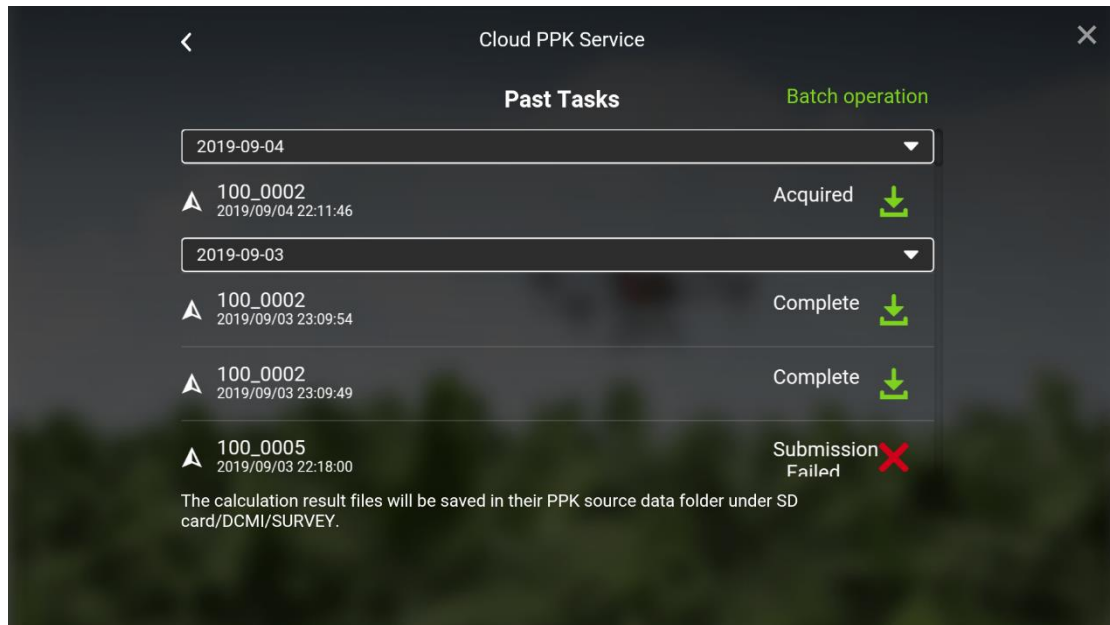 Cloud PPK Service
Past Tasks
Batch operation
2019-09-04
100_0002
2019/09/04 22:11:46
Acquired
2019-09-03
100_0002
2019/09/03 23:09:54
Complete
100_0002
2019/09/03 23:09:49
Complete
100_0005
2019/09/03 22:18:00
Submission
Failed
The calculation result files will be saved in their PPK source data folder under SD
card/DCMI/SURVEY.